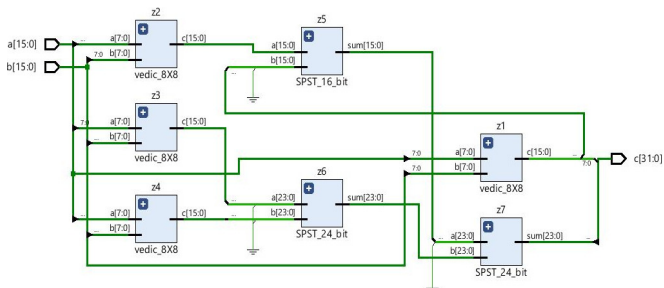 a[15:0]
b[15:0]
z2
a[7:0]
7:0 b[7:0]
c[15:0]
vedic_8X8
z5
a[15:0]
b[15:0]
sum[15:0]
SPST_16_bit
z3
7:0 a[7:0]
b[7:0]
c[15:0]
vedic_8X8
z1
7:0 a[7:0]
7:0 b[7:0]
c[15:0]
7:0
vedic_8X8
c[31:0]
z4
a[7:0]
b[7:0]
c[15:0]
vedic_8X8
z6
a[23:0]
b[23:0]
sum[23:0]
SPST_24_bit
z7
a[23:0]
b[23:0]
sum[23:0]
SPST_24_bit